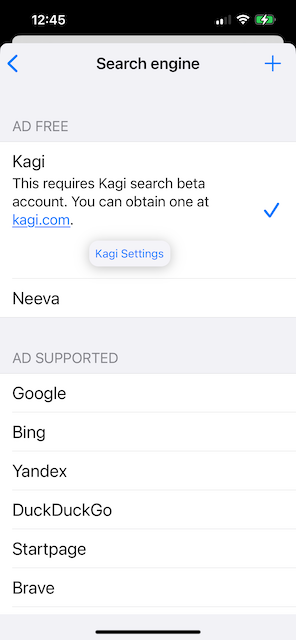 12:45
Search engine
AD FREE
Kagi
This requires Kagi search beta
account. You can obtain one at
kagi.com.
Kagi Settings
Neeva
AD SUPPORTED
Google
Bing
Yandex
DuckDuckGo
Startpage
Brave